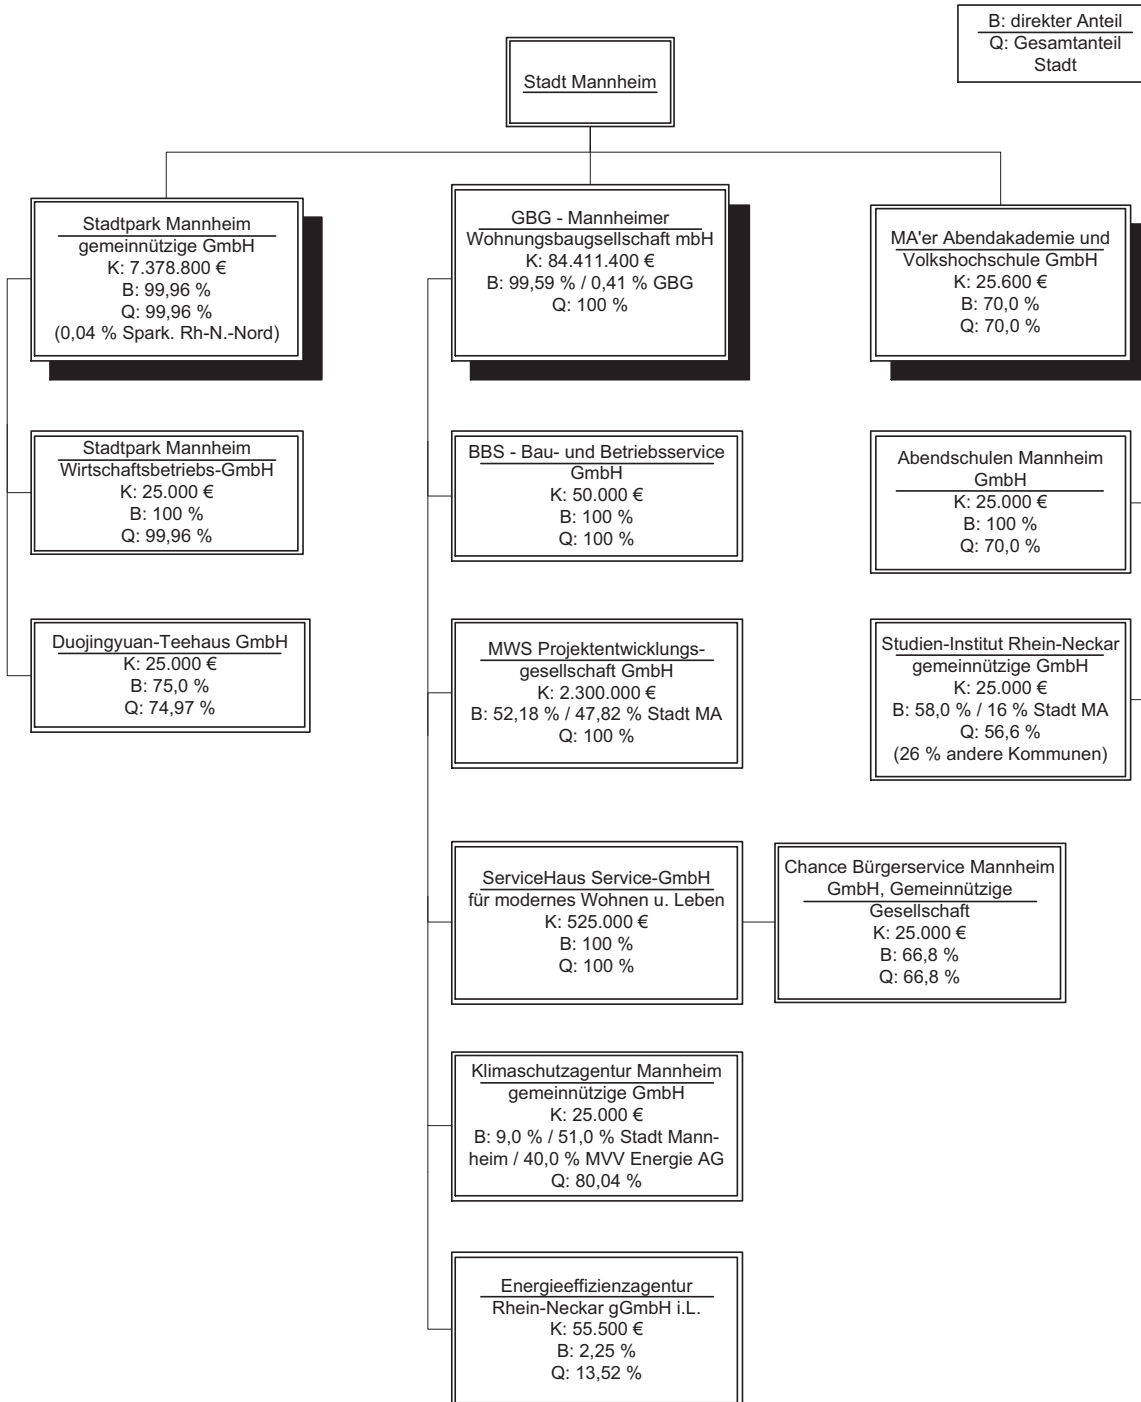 B: direkter Anteil
Q: Gesamtanteil
Stadt
Stadt Mannheim
Stadtpark Mannheim
gemeinnützige GmbH
K: 7.378.800 €
B: 99,96 %
Q: 99,96 %
(0,04 % Spark. Rh-N.-Nord)
GBG - Mannheimer
Wohnungsbaugsellschaft mbH
K: 84.411.400 €
B: 99,59 % / 0,41 % GBG
Q: 100 %
MA'er Abendakademie und
Volkshochschule GmbH
K: 25.600 €
B: 70,0 %
Q: 70,0 %
Stadtpark Mannheim
Wirtschaftsbetriebs-GmbH
K: 25.000 €
B: 100 %
Q: 99,96 %
BBS - Bau- und Betriebsservice
GmbH
K: 50.000 €
B: 100 %
Q: 100 %
Abendschulen Mannheim
GmbH
K: 25.000 €
B: 100 %
Q: 70,0 %
Duojingyuan-Teehaus GmbH
K: 25.000 €
B: 75,0 %
Q: 74,97 %
MWS Projektentwicklungs-
gesellschaft GmbH
K: 2.300.000 €
B: 52,18 % / 47,82 % Stadt MA
Q: 100 %
Studien-Institut Rhein-Neckar
gemeinnützige GmbH
K: 25.000 €
B: 58,0 % / 16 % Stadt MA
Q: 56,6 %
(26 % andere Kommunen)
ServiceHaus Service-GmbH
für modernes Wohnen u. Leben
K: 525.000 €
B: 100 %
Q: 100 %
Chance Bürgerservice Mannheim
GmbH, Gemeinnützige
Gesellschaft
K: 25.000 €
B: 66,8 %
Q: 66,8 %
Klimaschutzagentur Mannheim
gemeinnützige GmbH
K: 25.000 €
B: 9,0 % / 51,0 % Stadt Mann-
heim / 40,0 % MVV Energie AG
Q: 80,04 %
Energieeffizienzagentur
Rhein-Neckar gGmbH i.L.
K: 55.500 €
B: 2,25 %
Q: 13,52 %